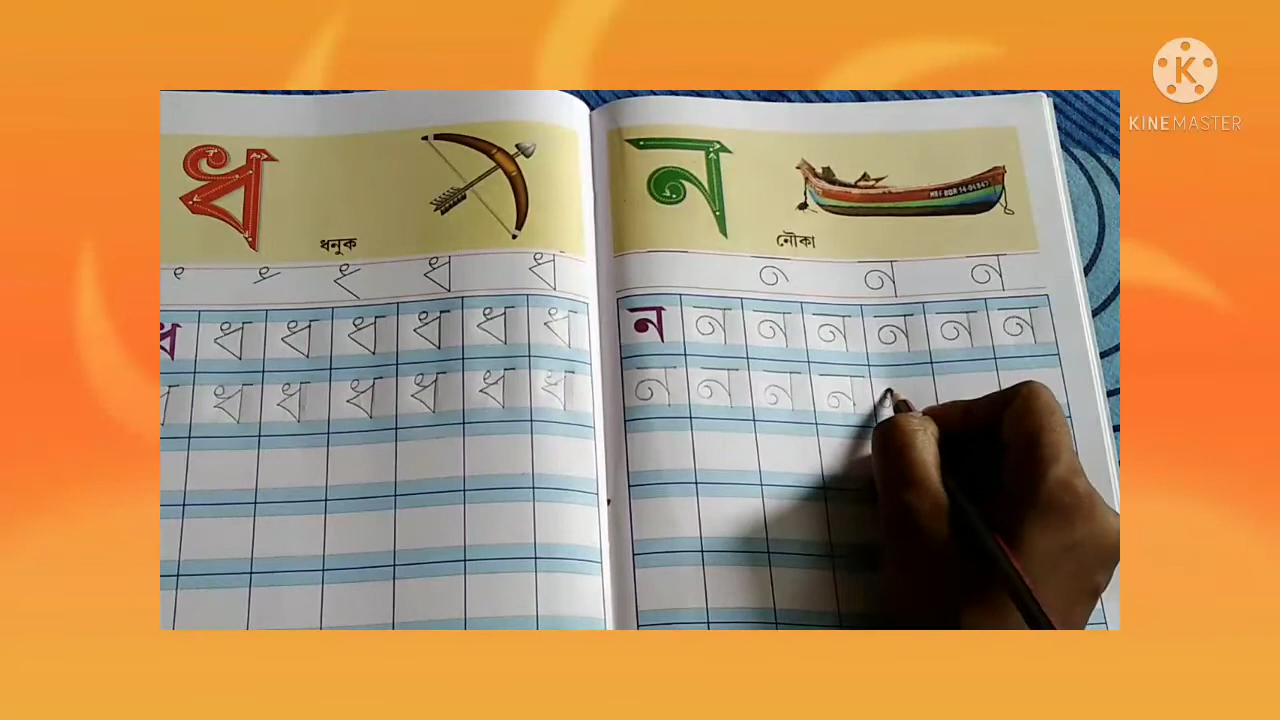 K
KINEMASTER
ধ
ধনুক
ধ
ধ ধ ধ ধ ধ ধ ধ
ধ ধ ধ ধ ধ ধ ধ
ন
নৌকা
ন ন
ন ন ন ন ন ন ন
ন ন ন ন